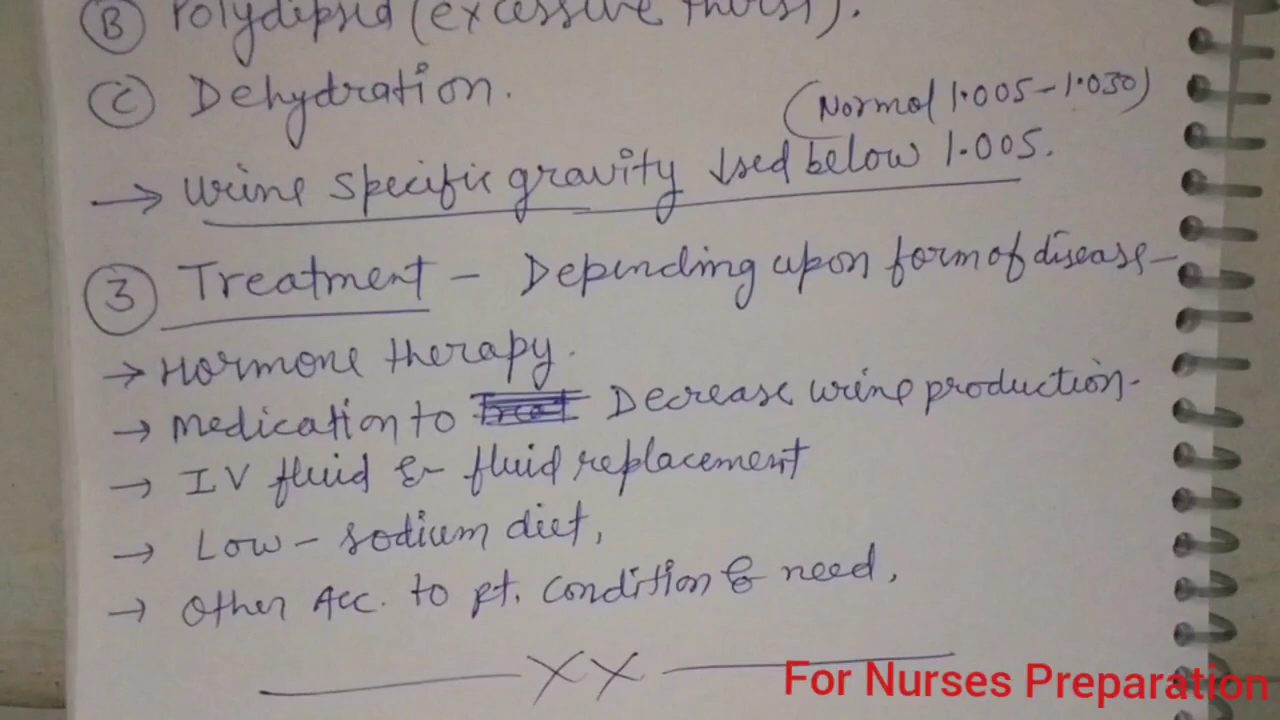 B Polydipsia (excessive thirst).
C Dehydration.
(Normal 1.005-1.030)
→ Urine specific gravity ↓sed below 1.005.
3 Treatment - Depending upon form of disease-
→ Hormone therapy.
→ Medication to Decrease urine production.
→ IV fluid & fluid replacement
→ Low-sodium diet,
→ Other Acc. to pt. condition & need,
XX
For Nurses Preparation